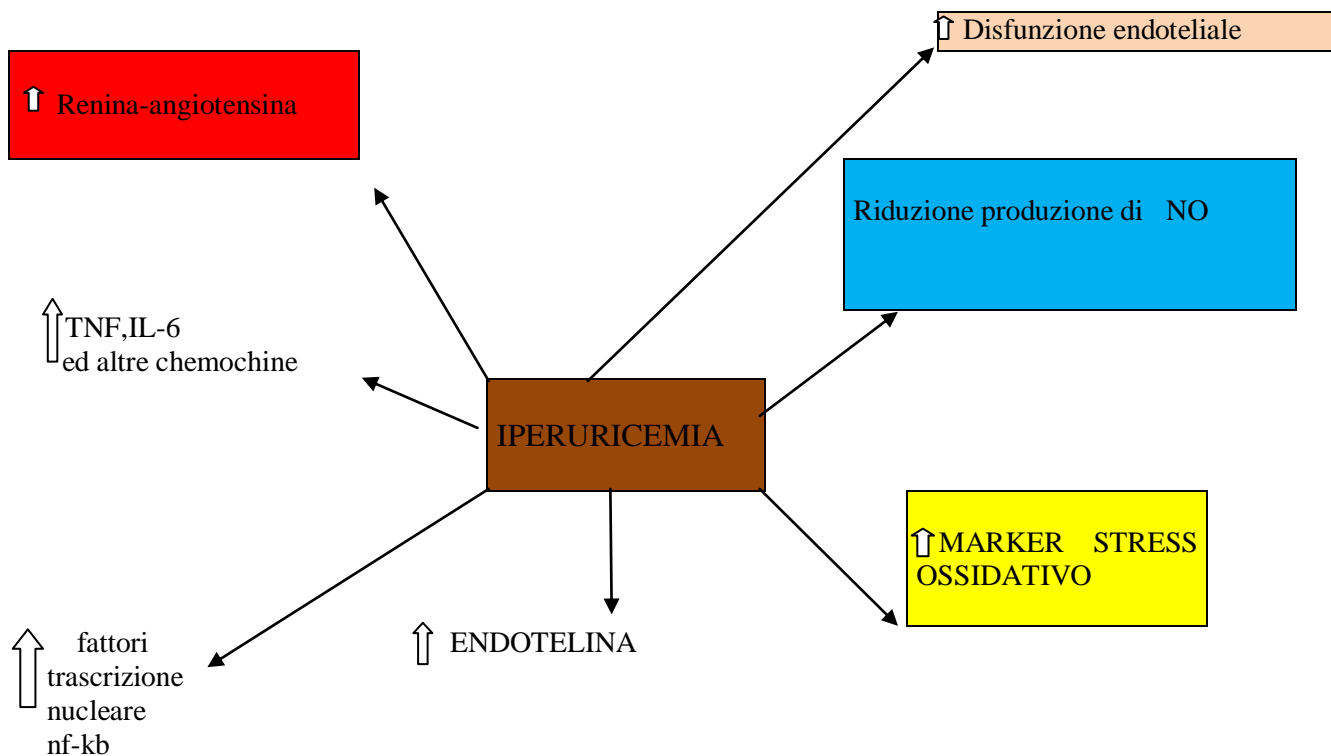 Disfunzione endoteliale
Renina-angiotensina
Riduzione produzione di NO
TNF,IL-6
ed altre chemochine
IPERURICEMIA
MARKER STRESS
OSSIDATIVO
ENDOTELINA
fattori
trascrizione
nucleare
nf-kb